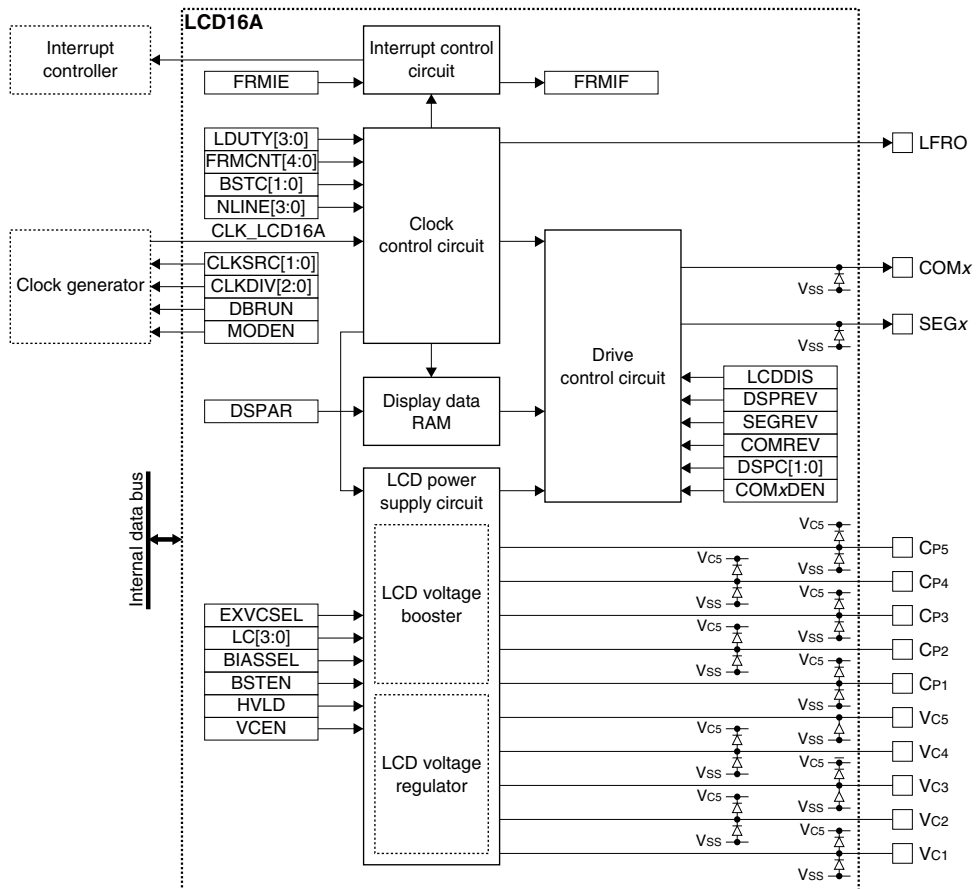 LCD16A
Interrupt
controller
Interrupt control
circuit
FRMIE
FRMIF
LDUTY[3:0]
FRMCNT[4:0]
BSTC[1:0]
NLINE[3:0]
CLK_LCD16A
Clock
control circuit
LFRO
Clock generator
CLKSRC[1:0]
CLKDIV[2:0]
DBRUN
MODEN
COMx
VSS
SEGx
VSS
Drive
control circuit
LCDDIS
DSPREV
SEGREV
COMREV
DSPC[1:0]
COMxDEN
DSPAR
Display data
RAM
LCD power
supply circuit
Internal data bus
LCD voltage
booster
EXVCSEL
LC[3:0]
BIASSEL
BSTEN
HVLD
VCEN
LCD voltage
regulator
VC5
CP5
VC5
VSS
CP4
VSS
VC5
CP3
VC5
VSS
CP2
VSS
VC5
CP1
VSS
VC5
VC5
VSS
VC4
VSS
VC5
VC3
VC5
VSS
VC2
VSS
VC5
VC1
VSS